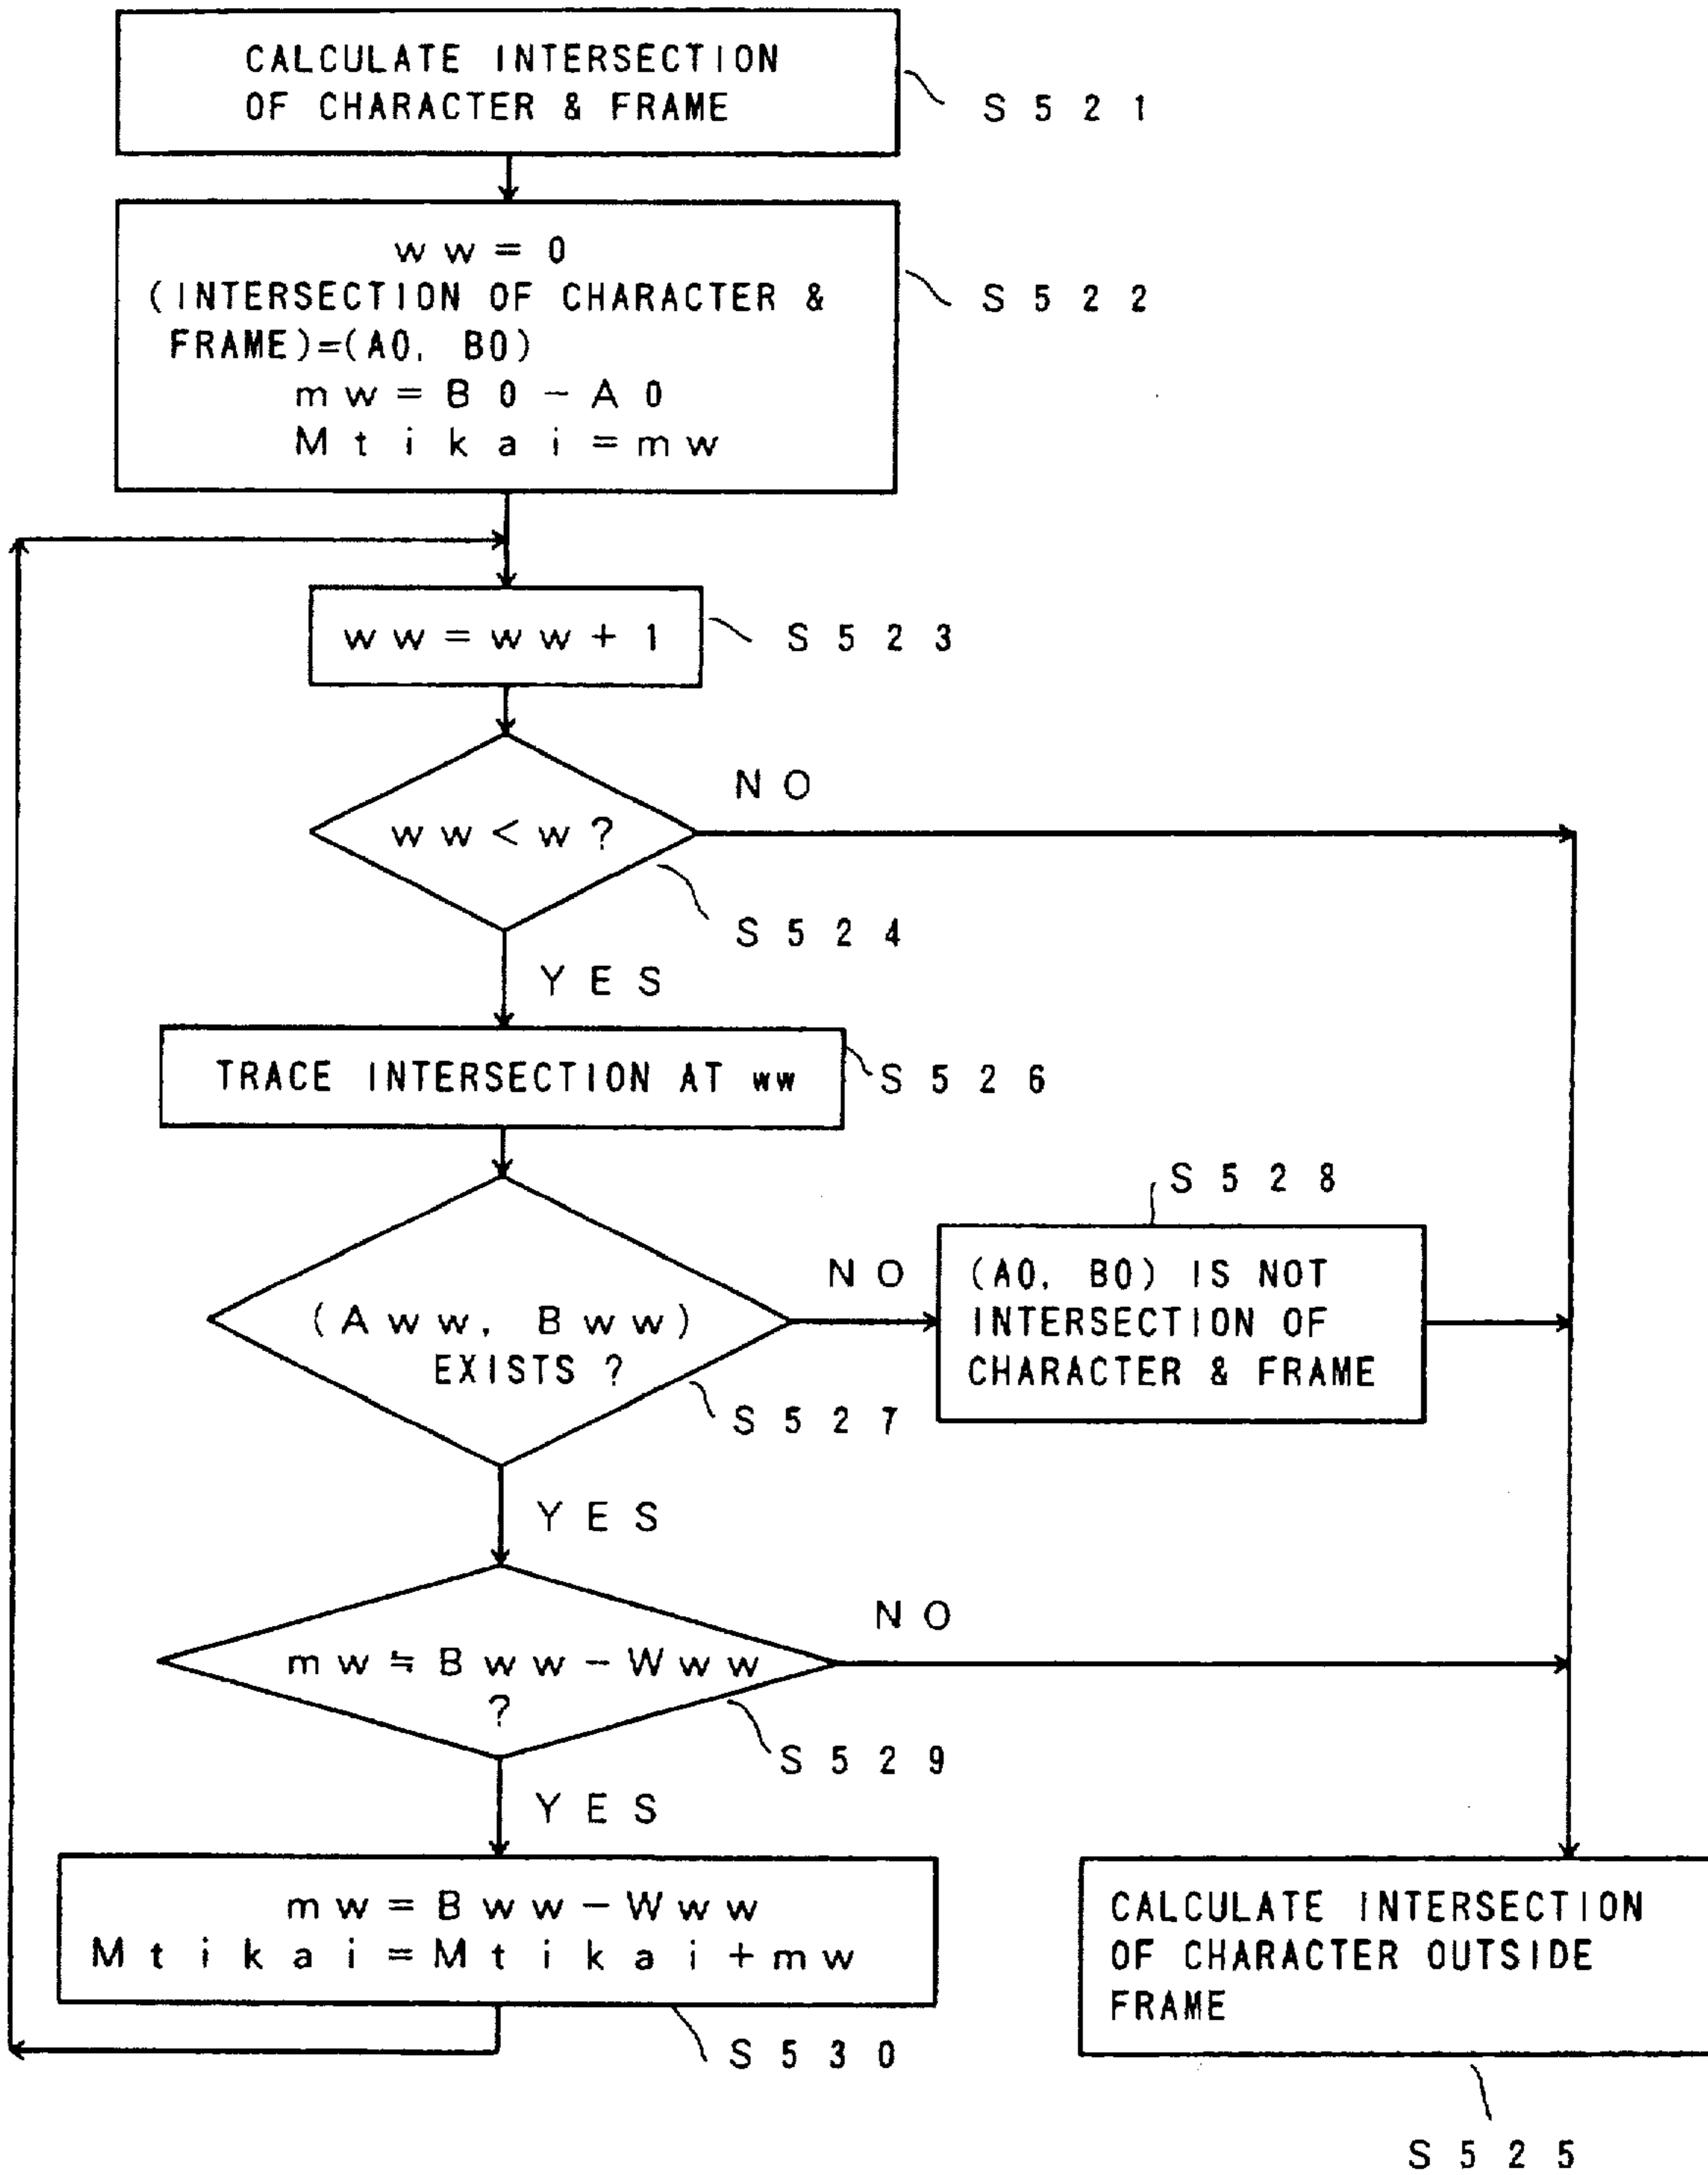 CALCULATE INTERSECTION
OF CHARACTER & FRAME
S521
ww=0
(INTERSECTION OF CHARACTER &
FRAME)=(A0, B0)
mw=B0-A0
Mtikai=mw
S522
ww=ww+1
S523
ww<w?
NO
S524
YES
TRACE INTERSECTION AT ww
S526
(Aww, Bww)
EXISTS?
S527
NO
S528
(A0, B0) IS NOT
INTERSECTION OF
CHARACTER & FRAME
YES
mw≒Bww-Www
?
NO
S529
YES
mw=Bww-Www
Mtikai=Mtikai+mw
S530
CALCULATE INTERSECTION
OF CHARACTER OUTSIDE
FRAME
S525